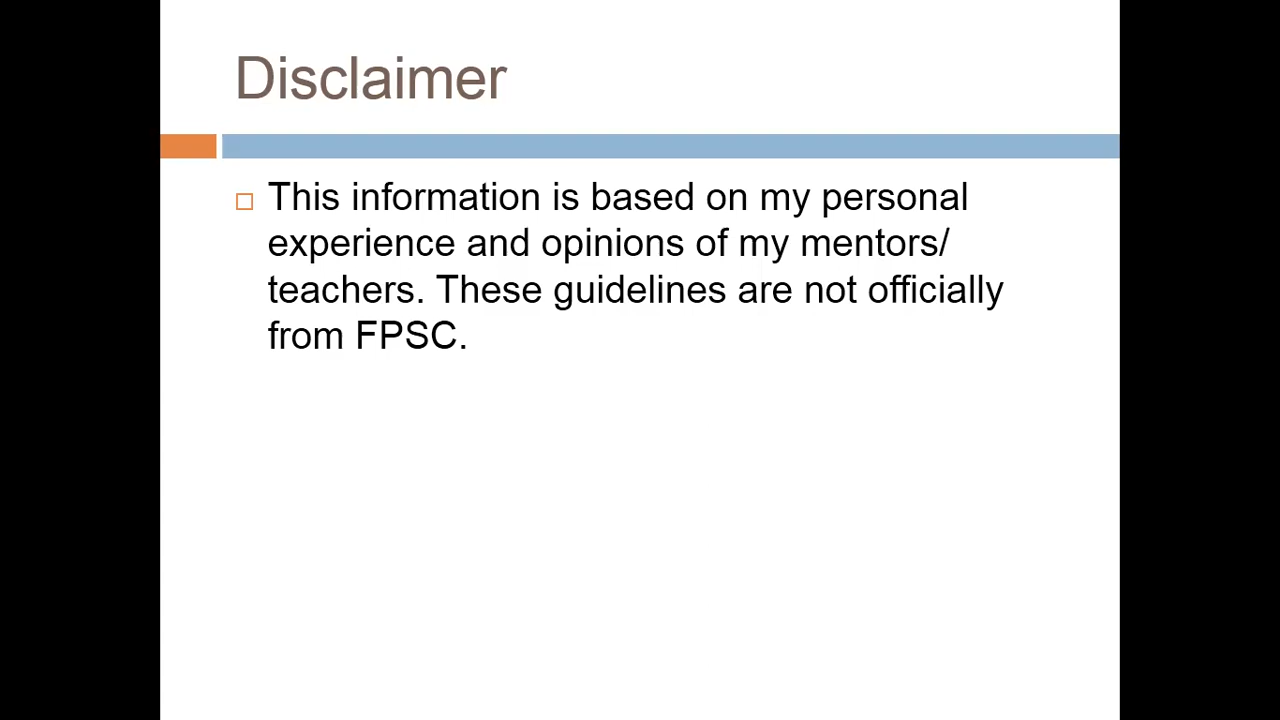 Disclaimer
This information is based on my personal
experience and opinions of my mentors/
teachers. These guidelines are not officially
from FPSC.